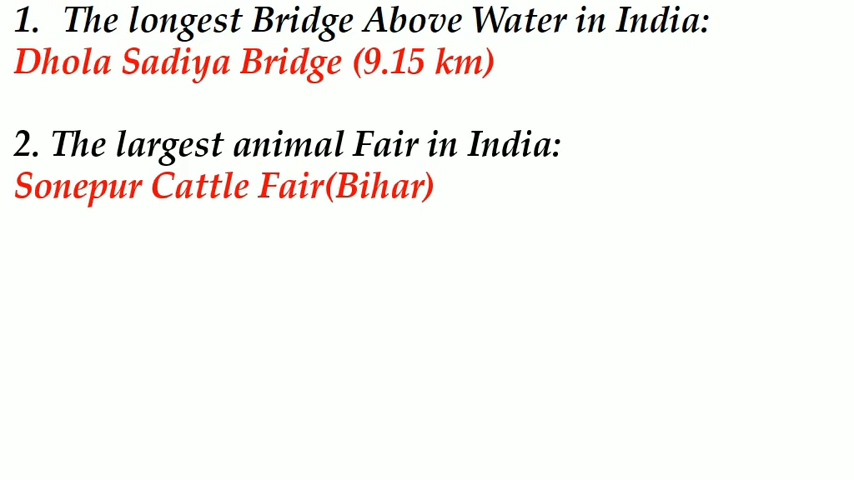 1. The longest Bridge Above Water in India:
Dhola Sadiya Bridge (9.15 km)
2. The largest animal Fair in India:
Sonepur Cattle Fair(Bihar)